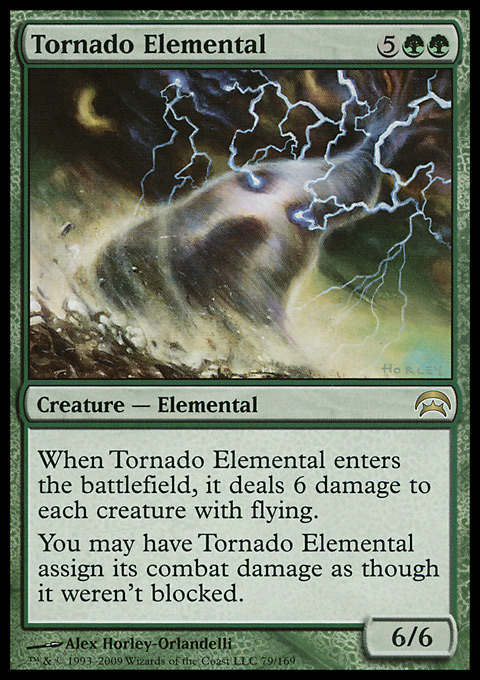 Tornado Elemental 5
HORLEY
Creature — Elemental
When Tornado Elemental enters
the battlefield, it deals 6 damage to
each creature with flying.
You may have Tornado Elemental
assign its combat damage as though
it weren't blocked.
Alex Horley-Orlandelli
6/6
™ & © 1993–2009 Wizards of the Coast LLC 79/169